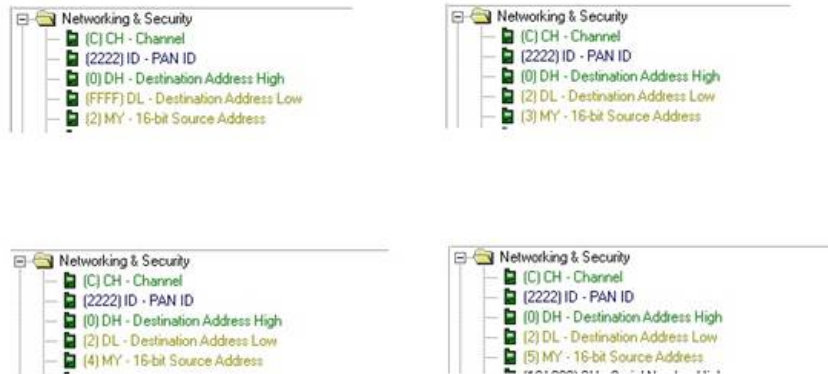 Networking & Security
(C) CH - Channel
(2222) ID - PAN ID
(0) DH - Destination Address High
(FFFF) DL - Destination Address Low
(2) MY - 16-bit Source Address
Networking & Security
(C) CH - Channel
(2222) ID - PAN ID
(0) DH - Destination Address High
(2) DL - Destination Address Low
(3) MY - 16-bit Source Address
Networking & Security
(C) CH - Channel
(2222) ID - PAN ID
(0) DH - Destination Address High
(2) DL - Destination Address Low
(4) MY - 16-bit Source Address
Networking & Security
(C) CH - Channel
(2222) ID - PAN ID
(0) DH - Destination Address High
(2) DL - Destination Address Low
(5) MY - 16-bit Source Address